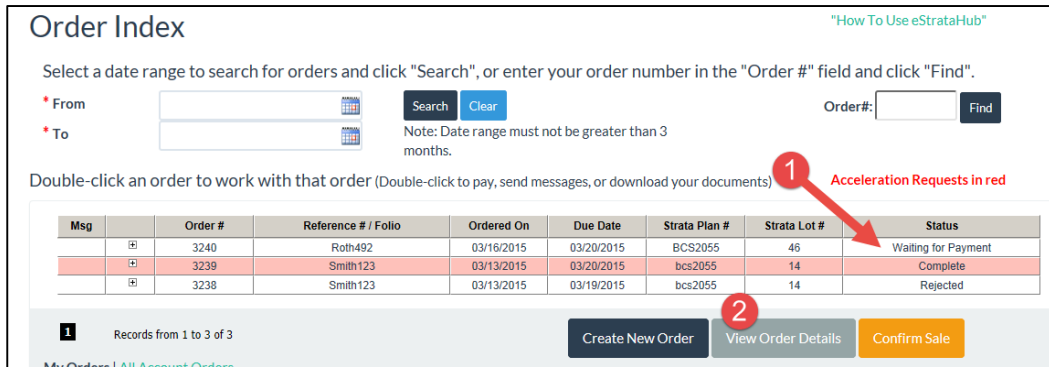 Order Index
"How To Use eStrataHub"
Select a date range to search for orders and click "Search", or enter your order number in the "Order #" field and click "Find".
* From Search Clear Order#: Find
* To Note: Date range must not be greater than 3
months.
1
Double-click an order to work with that order (Double-click to pay, send messages, or download your documents) Acceleration Requests in red
Msg Order # Reference # / Folio Ordered On Due Date Strata Plan # Strata Lot # Status
3240 Roth492 03/16/2015 03/20/2015 BCS2055 46 Waiting for Payment
3239 Smith123 03/13/2015 03/20/2015 bcs2055 14 Complete
3238 Smith123 03/13/2015 03/19/2015 bcs2055 14 Rejected
2
1 Records from 1 to 3 of 3 Create New Order View Order Details Confirm Sale
My Orders | All Account Orders